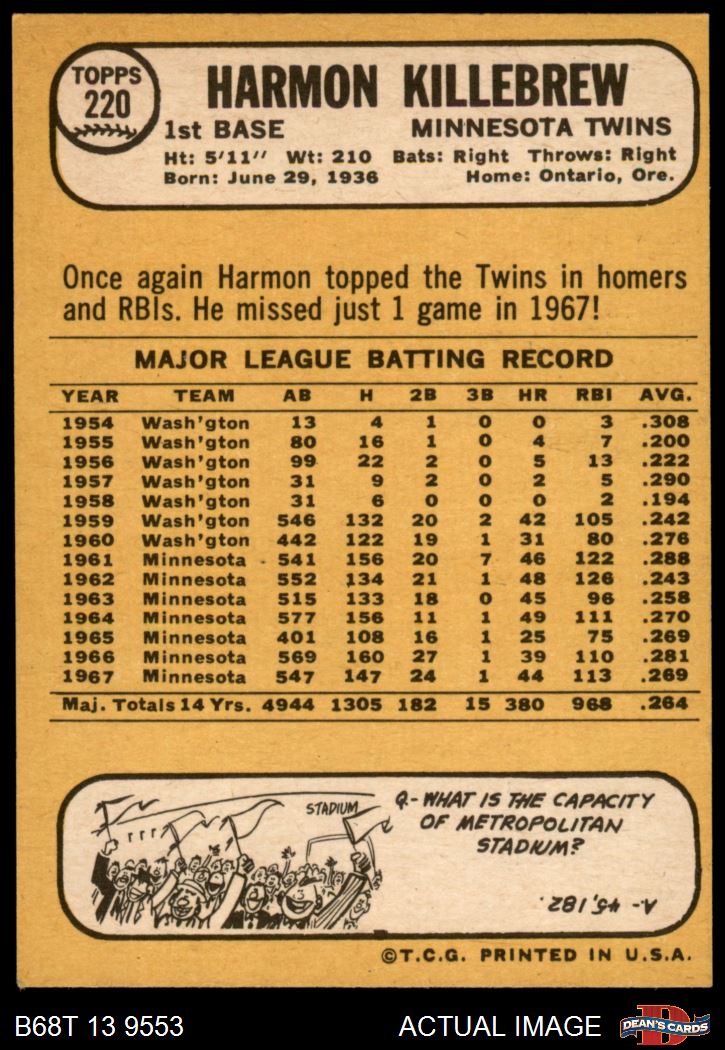 TOPPS
220
HARMON KILLEBREW
1st BASE MINNESOTA TWINS
Ht: 5'11'' Wt: 210 Bats: Right Throws: Right
Born: June 29, 1936 Home: Ontario, Ore.
Once again Harmon topped the Twins in homers
and RBIs. He missed just 1 game in 1967!
MAJOR LEAGUE BATTING RECORD
YEAR TEAM AB H 2B 3B HR RBI AVG.
1954 Wash'gton 13 4 1 0 0 3 .308
1955 Wash'gton 80 16 1 0 4 7 .200
1956 Wash'gton 99 22 2 0 5 13 .222
1957 Wash'gton 31 9 2 0 2 5 .290
1958 Wash'gton 31 6 0 0 0 2 .194
1959 Wash'gton 546 132 20 2 42 105 .242
1960 Wash'gton 442 122 19 1 31 80 .276
1961 Minnesota 541 156 20 7 46 122 .288
1962 Minnesota 552 134 21 1 48 126 .243
1963 Minnesota 515 133 18 0 45 96 .258
1964 Minnesota 577 156 11 1 49 111 .270
1965 Minnesota 401 108 16 1 25 75 .269
1966 Minnesota 569 160 27 1 39 110 .281
1967 Minnesota 547 147 24 1 44 113 .269
Maj. Totals 14 Yrs. 4944 1305 182 15 380 968 .264
STADIUM
Q- WHAT IS THE CAPACITY
OF METROPOLITAN
STADIUM?
A- 45,182.
©T.C.G. PRINTED IN U.S.A.
B68T 13 9553 ACTUAL IMAGE
D
DEAN'S CARDS